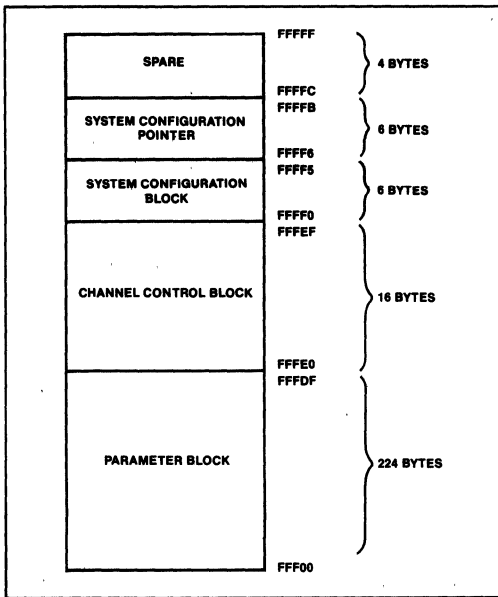 FFFFF
SPARE
4 BYTES
FFFFC
FFFFB
SYSTEM CONFIGURATION
POINTER
6 BYTES
FFFF6
FFFF5
SYSTEM CONFIGURATION
BLOCK
6 BYTES
FFFF0
FFFEF
CHANNEL CONTROL BLOCK
16 BYTES
FFFE0
FFFDF
PARAMETER BLOCK
224 BYTES
FFF00